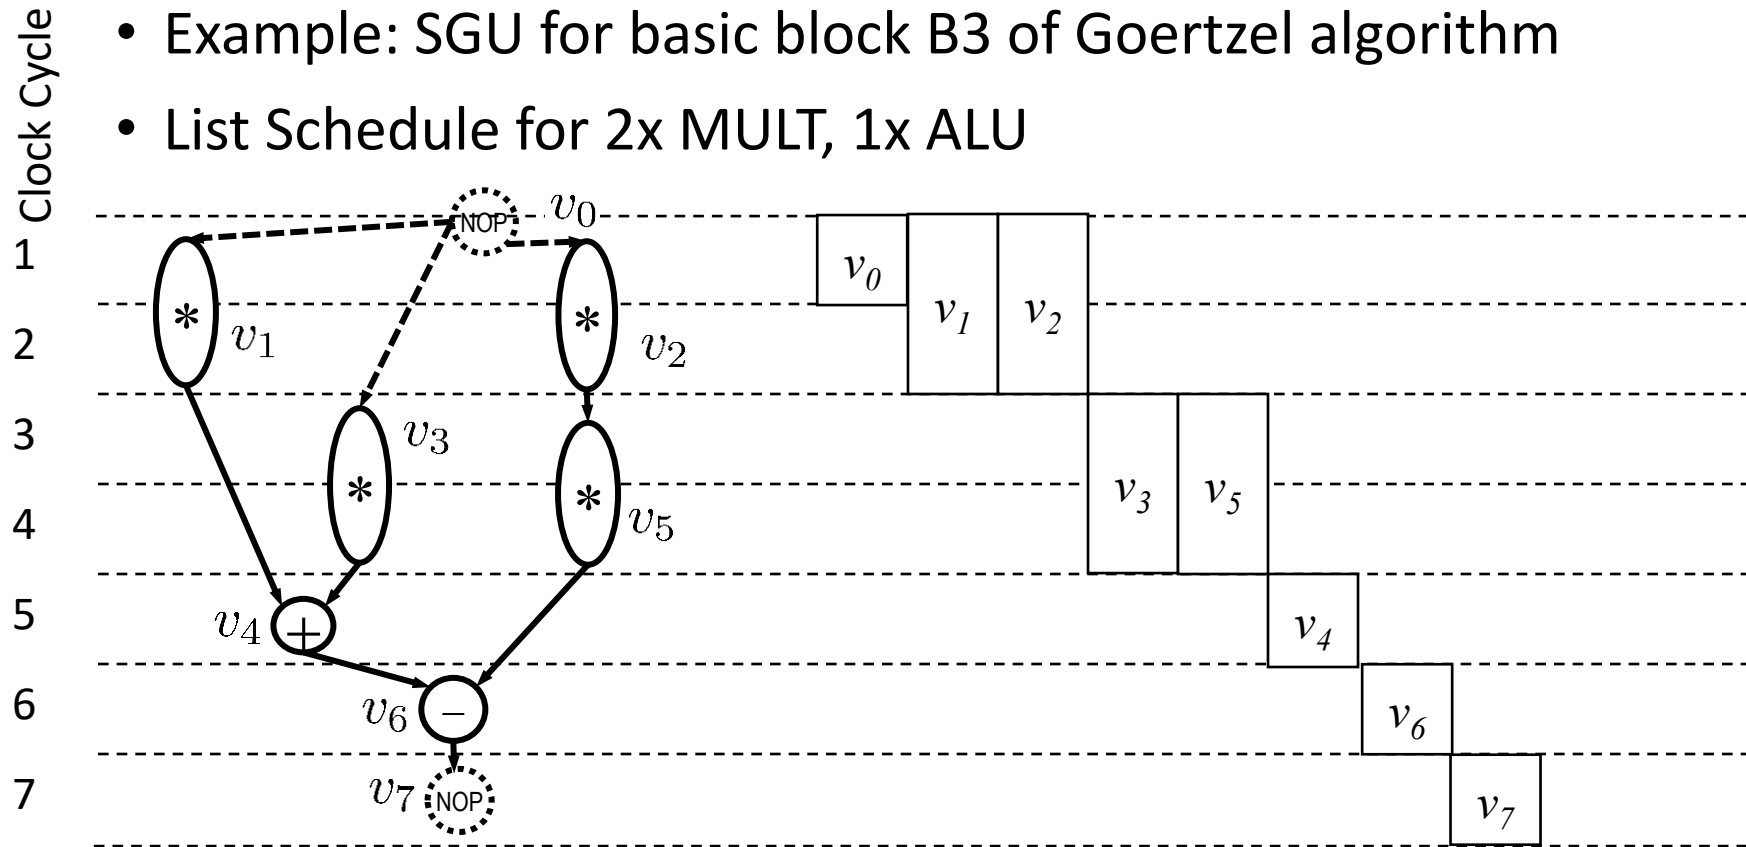 Clock Cycle
• Example: SGU for basic block B3 of Goertzel algorithm
• List Schedule for 2x MULT, 1x ALU
NOP v0
1
v0
* v1
* v2
v1 v2
2
3
v3
*
* v5
v3 v5
4
5
v4 +
v4
6
v6 −
v6
7
v7 NOP
v7